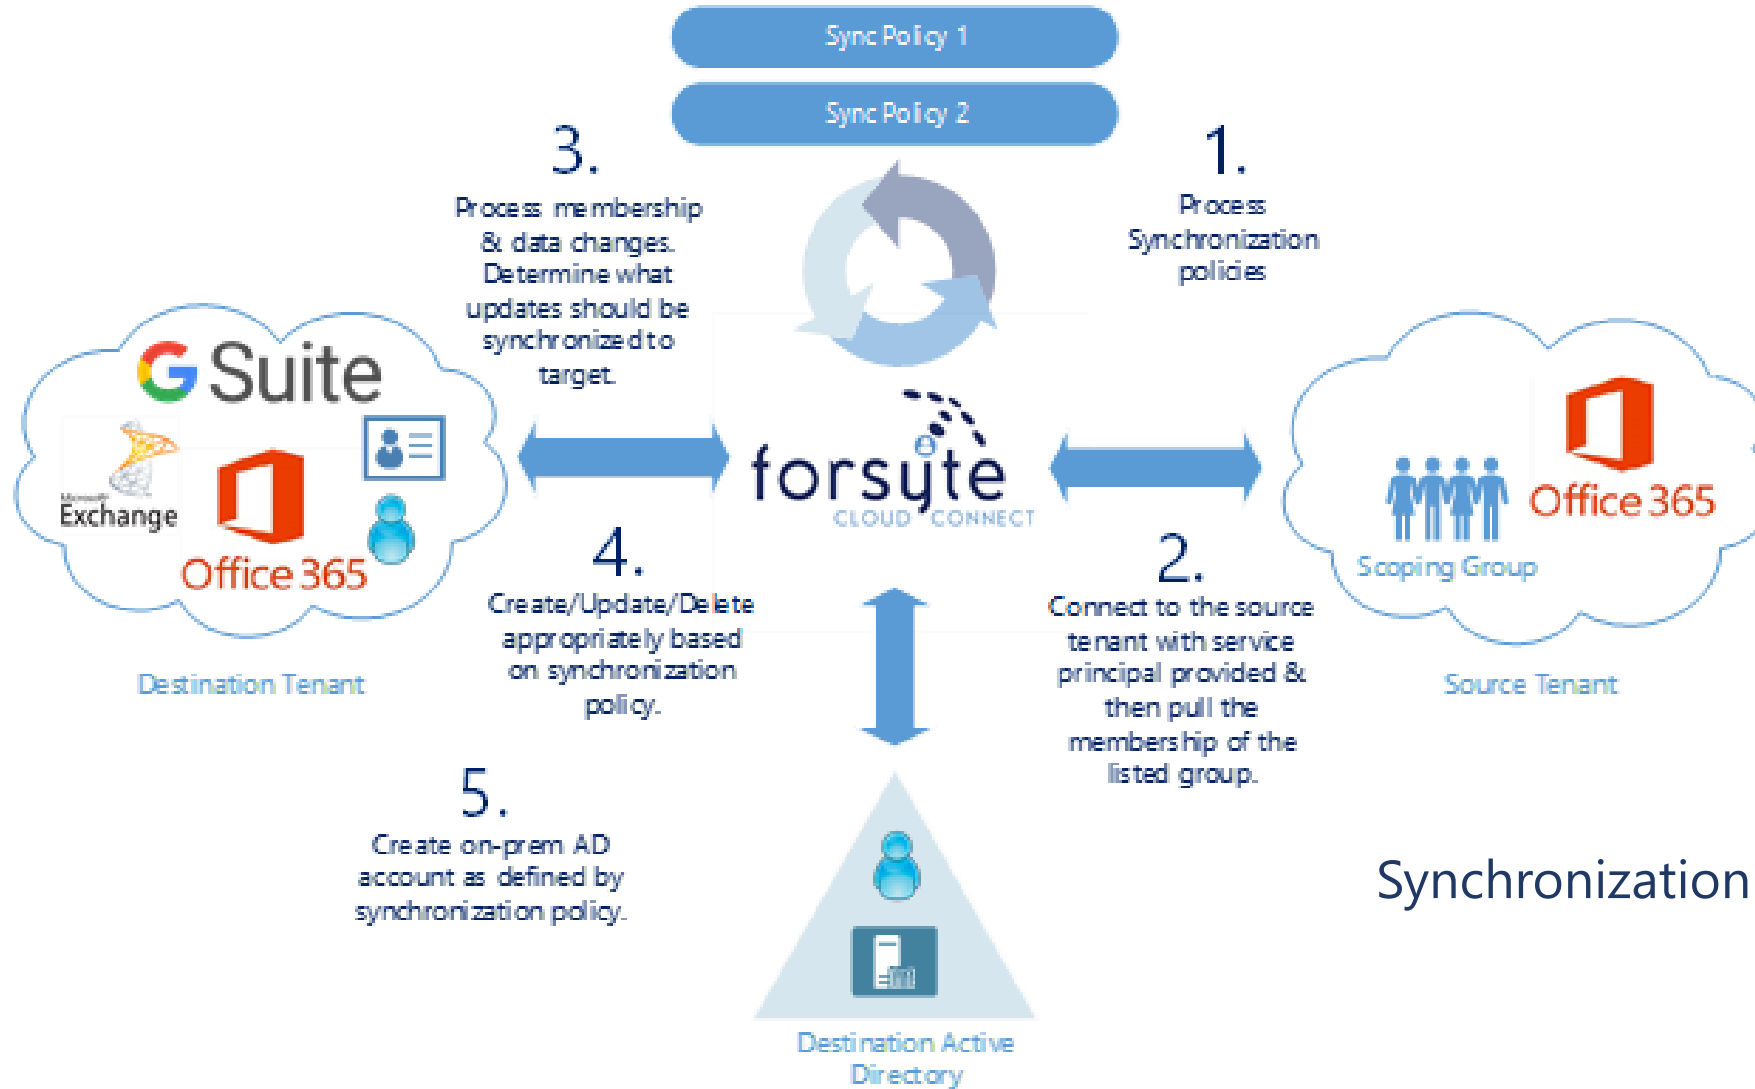 Sync Policy 1
Sync Policy 2
1.
Process
Synchronization
policies
3.
Process membership
& data changes.
Determine what
updates should be
synchronized to
target.
G Suite
Microsoft
Exchange
Office 365
Destination Tenant
forsyte
CLOUD CONNECT
Office 365
Scoping Group
Source Tenant
2.
Connect to the source
tenant with service
principal provided &
then pull the
membership of the
listed group.
4.
Create/Update/Delete
appropriately based
on synchronization
policy.
5.
Create on-prem AD
account as defined by
synchronization policy.
Synchronization
Destination Active
Directory